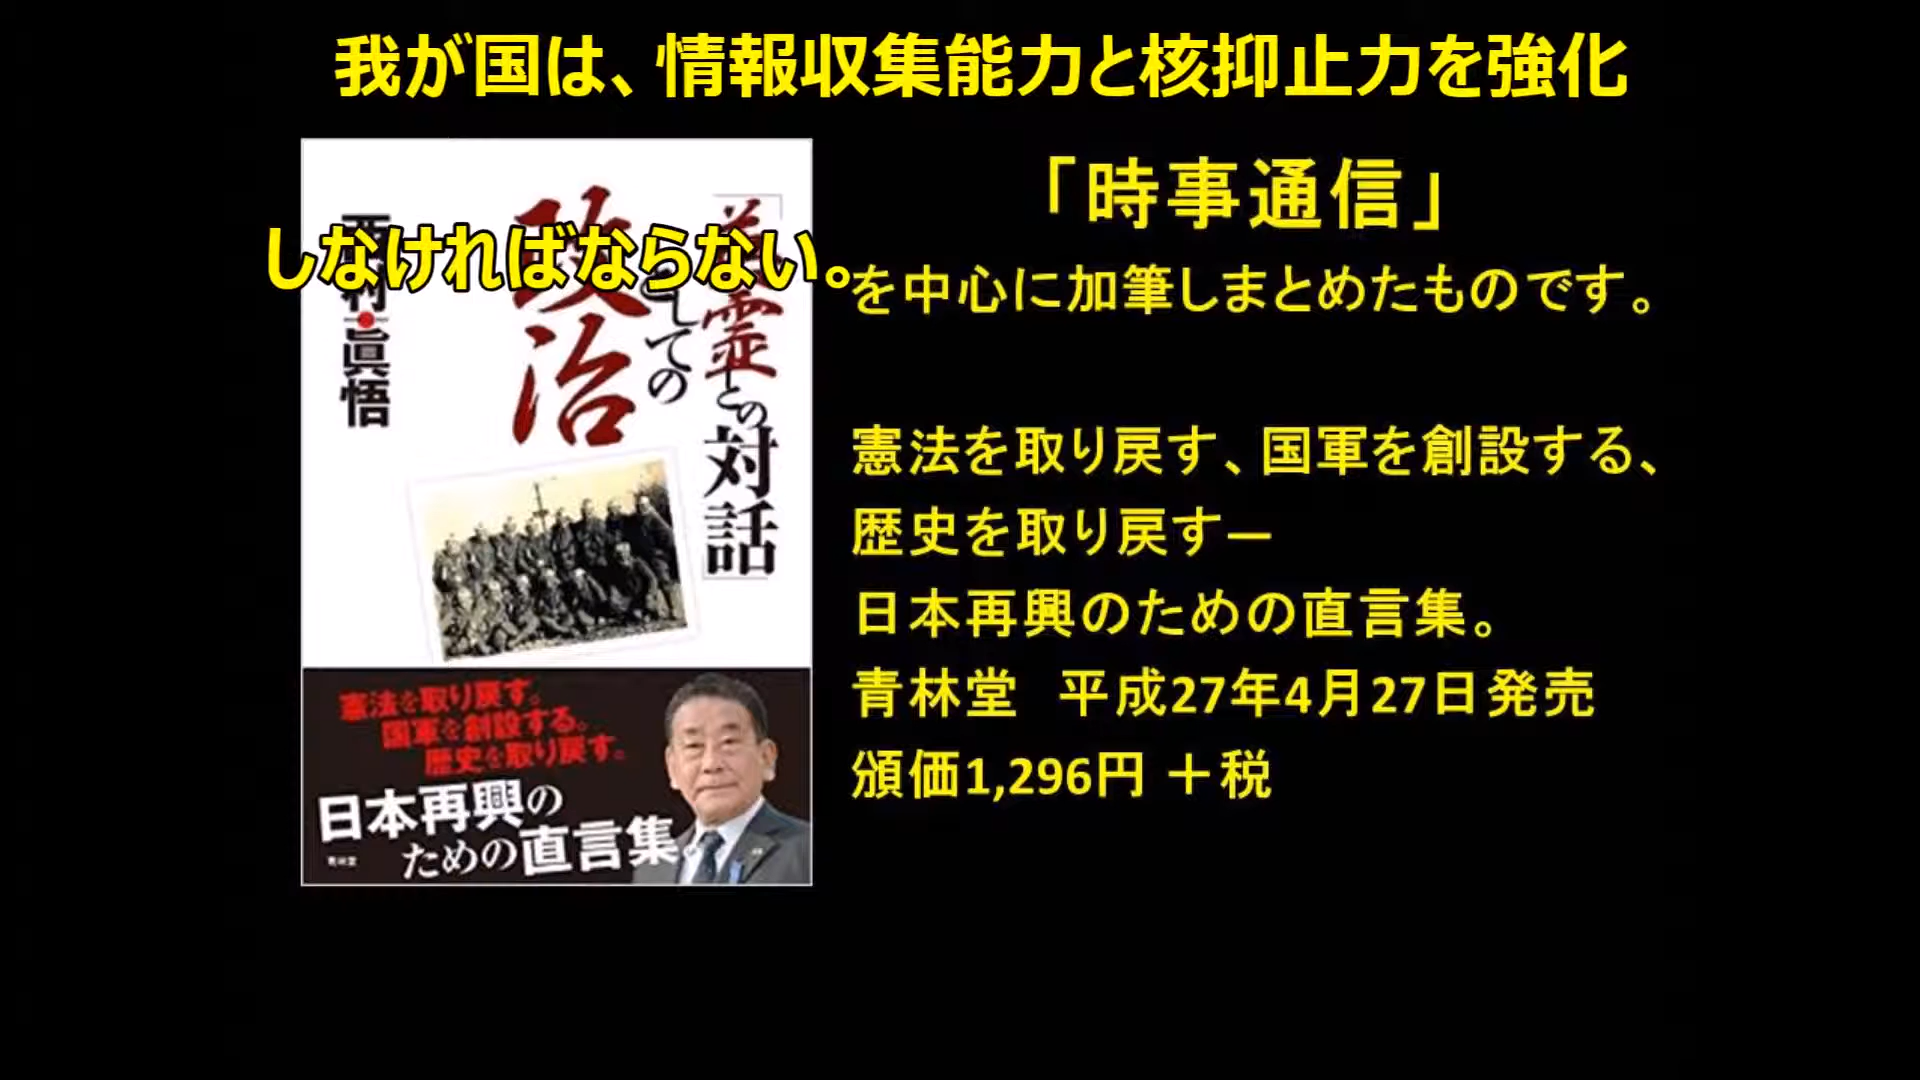 我が国は、情報収集能力と核抑止力を強化
しなければならない。
「時事通信」
を中心に加筆しまとめたものです。
憲法を取り戻す、国軍を創設する、
歴史を取り戻す―
日本再興のための直言集。
青林堂 平成27年4月27日発売
頒価1,296円 ＋税
「英霊との対話」
としての
政治
西村眞悟
憲法を取り戻す。
国軍を創設する。
歴史を取り戻す。
日本再興の
ための直言集
青林堂